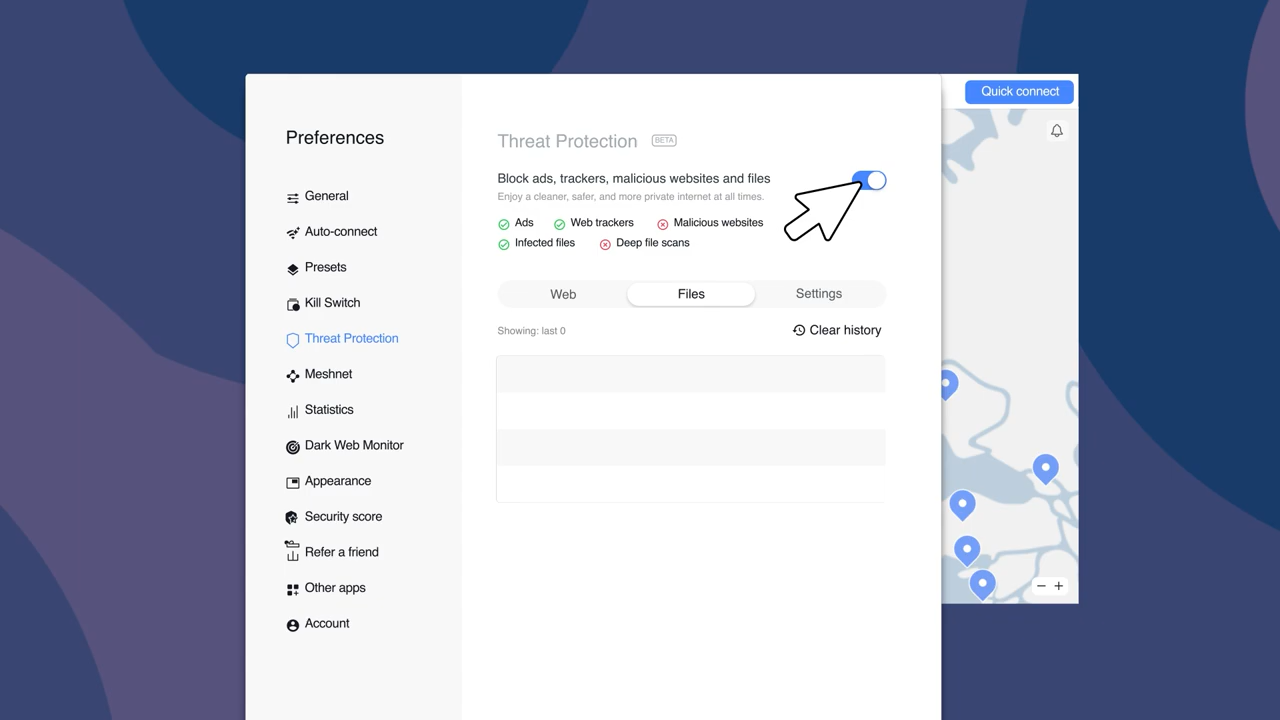 Quick connect
Preferences
General
Auto-connect
Presets
Kill Switch
Threat Protection
Meshnet
Statistics
Dark Web Monitor
Appearance
Security score
Refer a friend
Other apps
Account
Threat Protection BETA
Block ads, trackers, malicious websites and files
Enjoy a cleaner, safer, and more private internet at all times.
Ads Web trackers Malicious websites
Infected files Deep file scans
Web Files Settings
Showing: last 0 Clear history